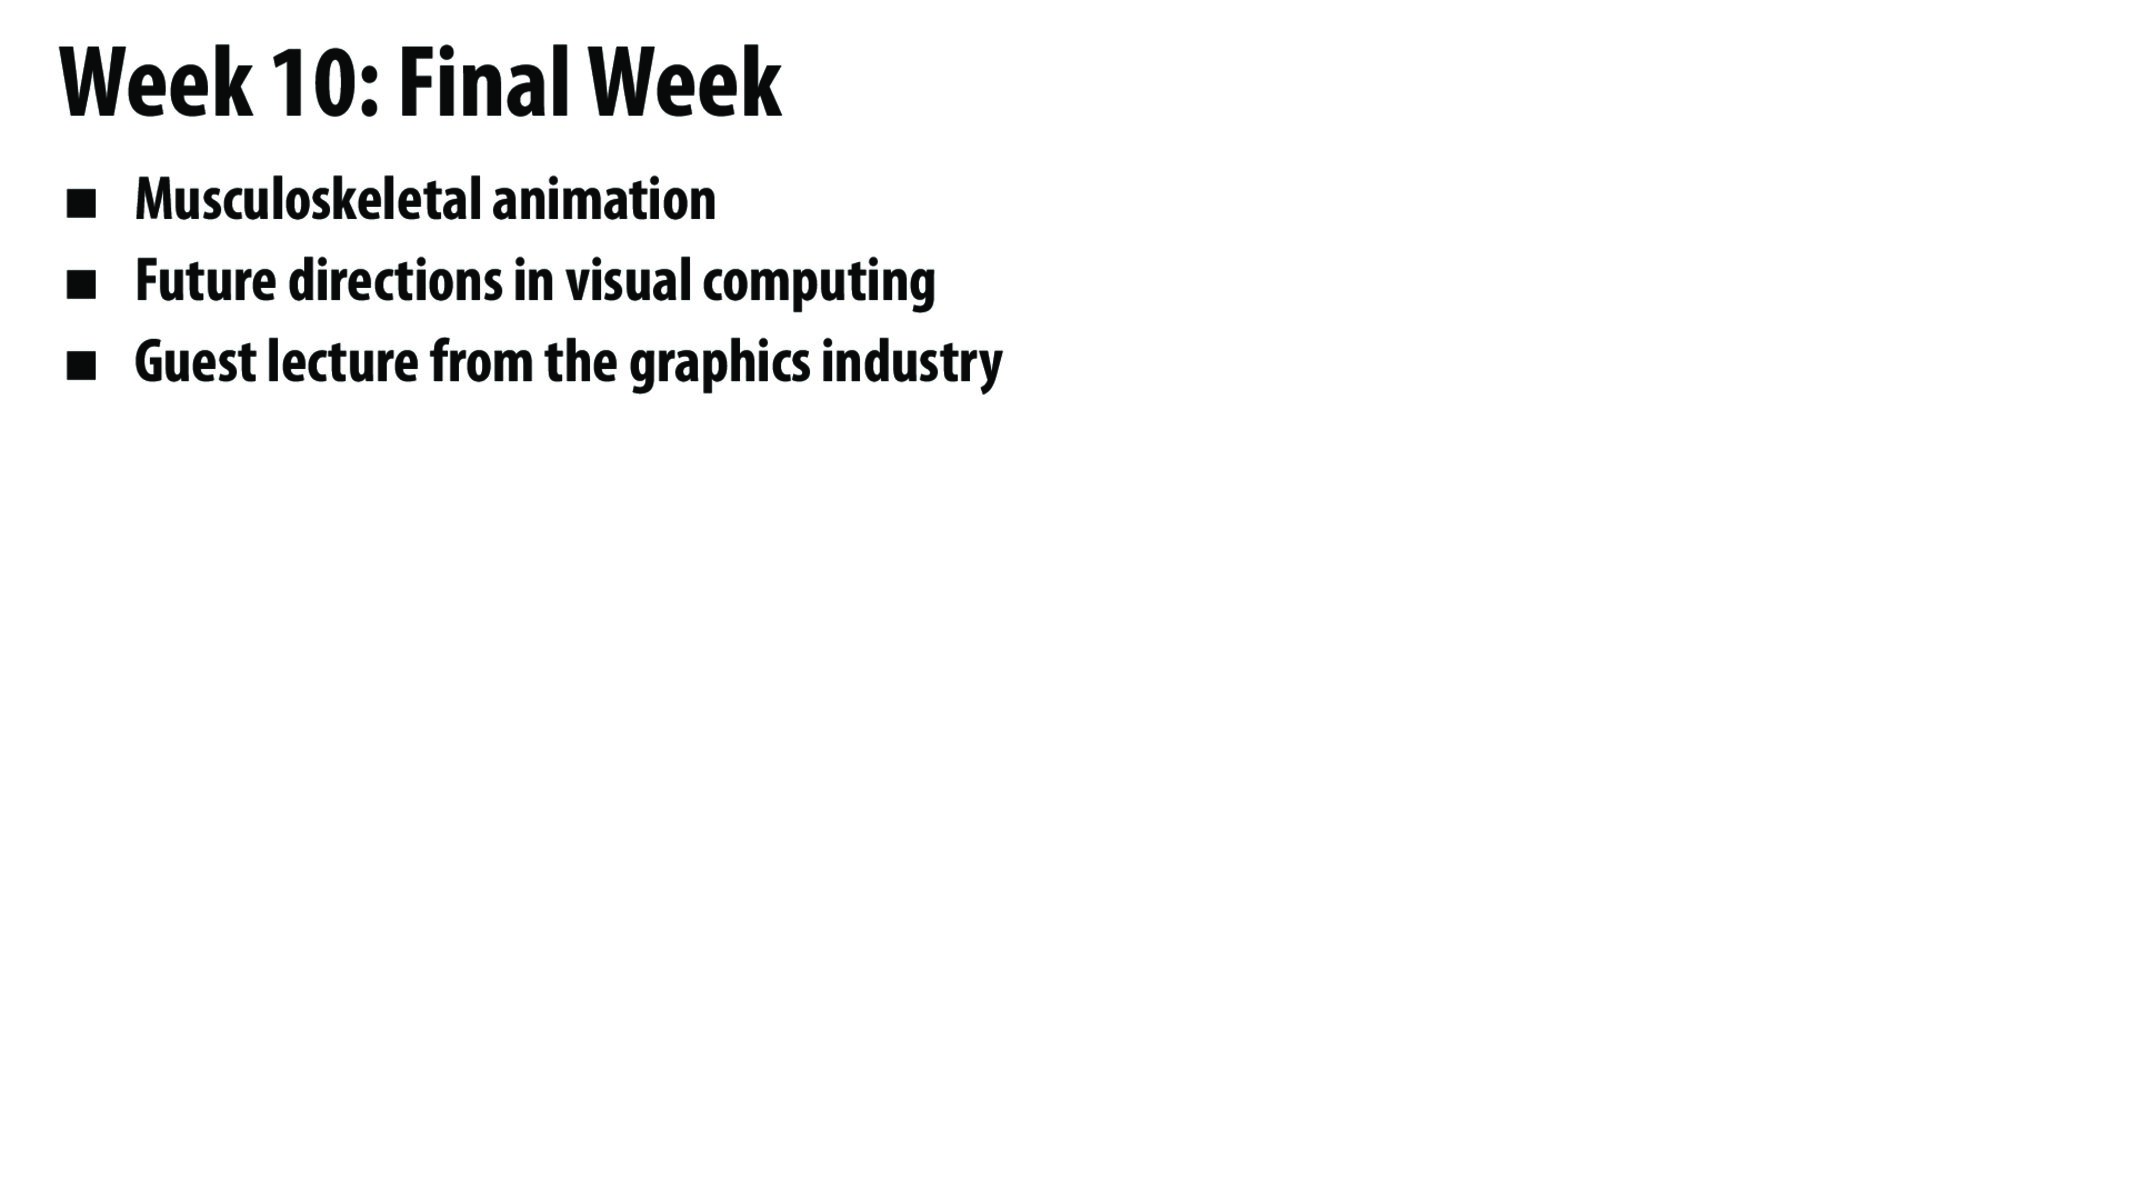 Week 10: Final Week
■ Musculoskeletal animation
■ Future directions in visual computing
■ Guest lecture from the graphics industry